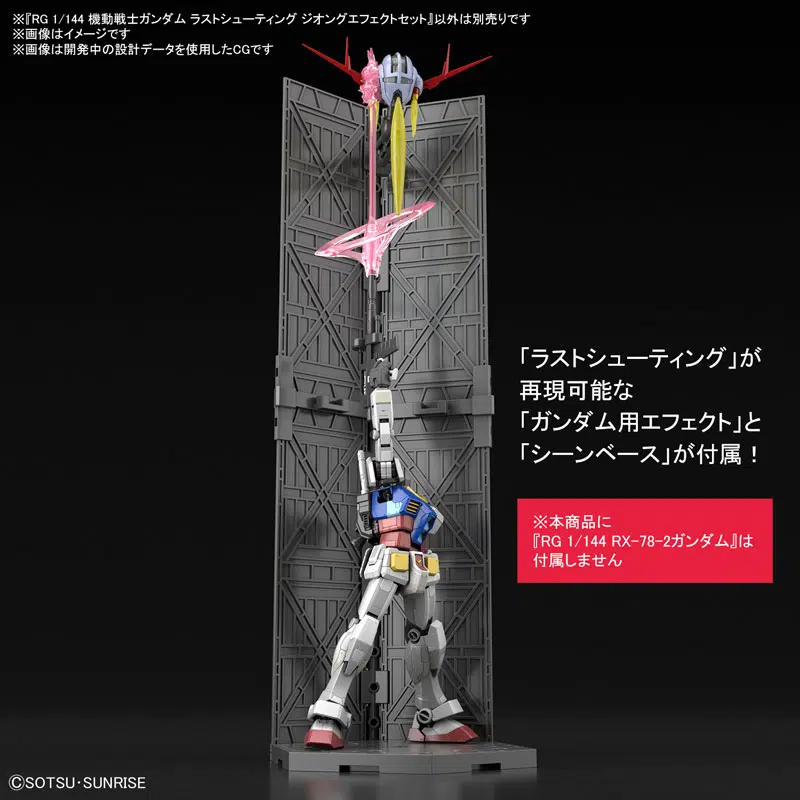 ※『RG 1/144 機動戦士ガンダム ラストシューティング ジオングエフェクトセット』以外は別売りです
※画像はイメージです
※画像は開発中の設計データを使用したCGです
「ラストシューティング」が
再現可能な
「ガンダム用エフェクト」と
「シーンベース」が付属！
※本商品に
『RG 1/144 RX-78-2ガンダム』は
付属しません
©SOTSU・SUNRISE